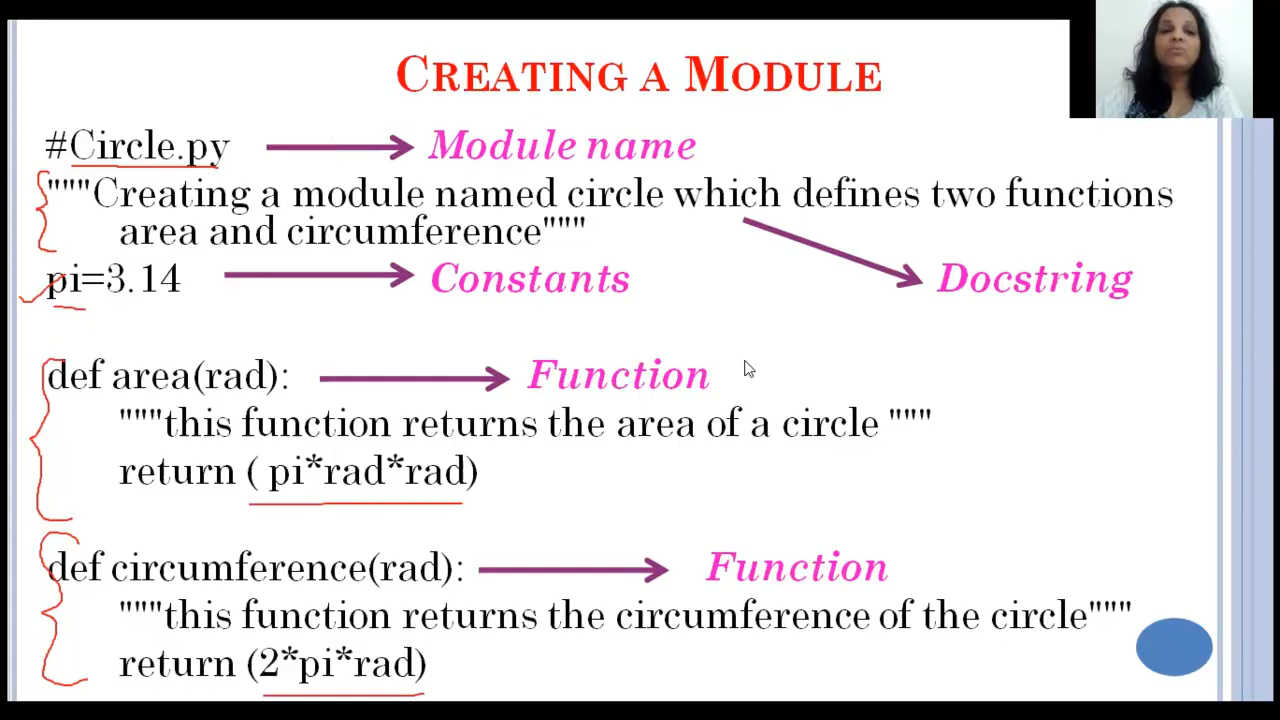 CREATING A MODULE
#Circle.py Module name
"""Creating a module named circle which defines two functions
area and circumference"""
pi=3.14 Constants Docstring
def area(rad): Function
"""this function returns the area of a circle """
return ( pi*rad*rad)
def circumference(rad): Function
"""this function returns the circumference of the circle"""
return (2*pi*rad)